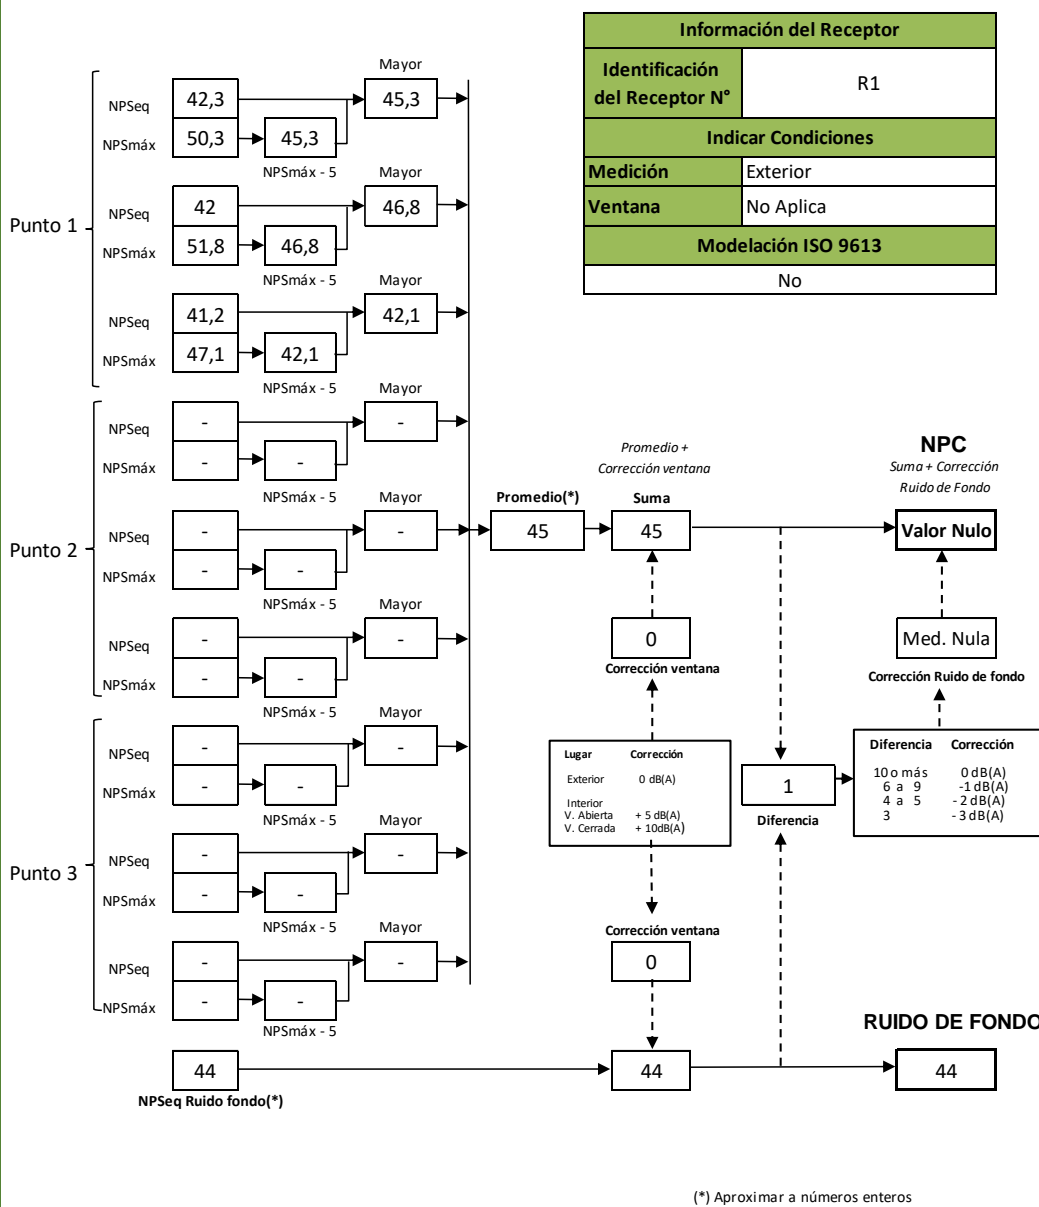 Información del Receptor
Identificación del Receptor N° R1
Indicar Condiciones
Medición Exterior
Ventana No Aplica
Modelación ISO 9613
No
Punto 1
Mayor
NPSeq 42,3 45,3
NPSmáx 50,3 45,3
NPSmáx - 5
Mayor
NPSeq 42 46,8
NPSmáx 51,8 46,8
NPSmáx - 5
Mayor
NPSeq 41,2 42,1
NPSmáx 47,1 42,1
NPSmáx - 5
Punto 2
Mayor
NPSeq - -
NPSmáx - -
NPSmáx - 5
Mayor
NPSeq - -
NPSmáx - -
NPSmáx - 5
Mayor
NPSeq - -
NPSmáx - -
NPSmáx - 5
Punto 3
Mayor
NPSeq - -
NPSmáx - -
NPSmáx - 5
Mayor
NPSeq - -
NPSmáx - -
NPSmáx - 5
Mayor
NPSeq - -
NPSmáx - -
NPSmáx - 5
Promedio(*)
45
Promedio +
Corrección ventana
Suma
45
0
Corrección ventana
NPC
Suma + Corrección
Ruido de Fondo
Valor Nulo
Med. Nula
Corrección Ruido de fondo
Lugar Corrección
Exterior 0 dB(A)
Interior
V. Abierta + 5 dB(A)
V. Cerrada + 10dB(A)
1
Diferencia
Diferencia Corrección
10 o más 0 dB(A)
6 a 9 -1 dB(A)
4 a 5 - 2 dB(A)
3 - 3 dB(A)
Corrección ventana
0
RUIDO DE FONDO
44 44 44
NPSeq Ruido fondo(*)
(*) Aproximar a números enteros